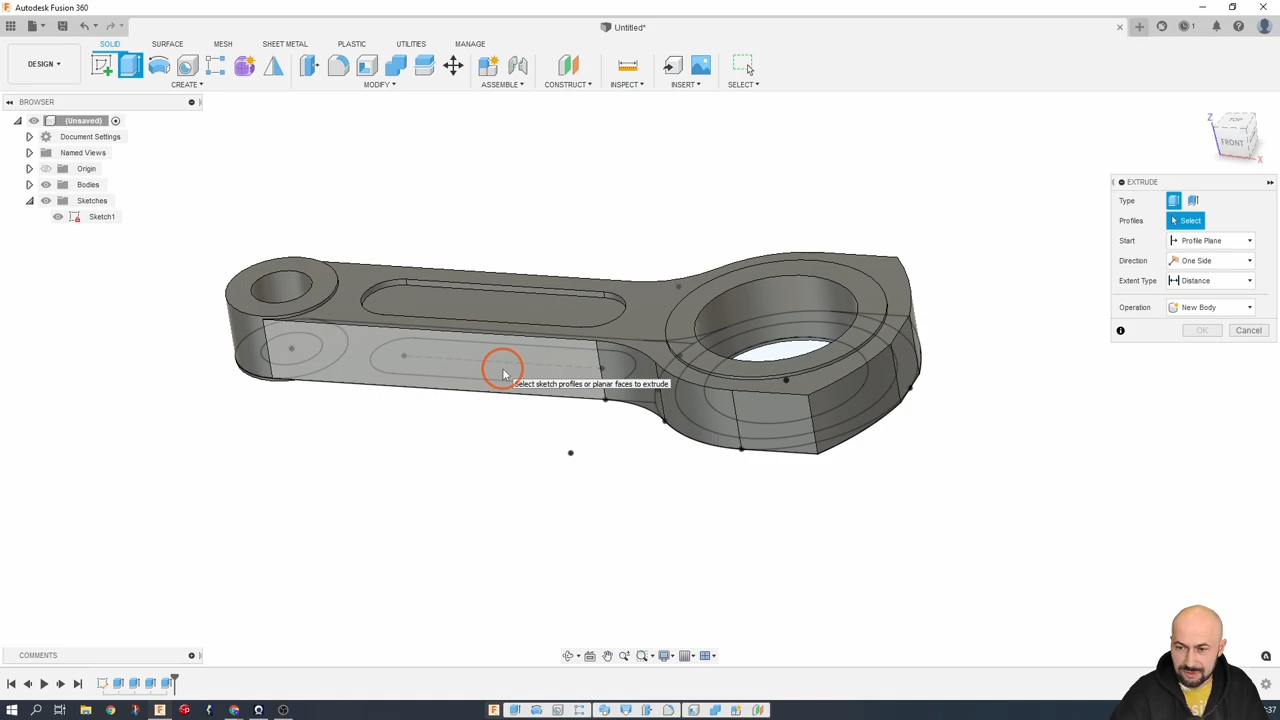 Autodesk Fusion 360
Untitled*
DESIGN
SOLID
SURFACE
MESH
SHEET METAL
PLASTIC
UTILITIES
MANAGE
CREATE
MODIFY
ASSEMBLE
CONSTRUCT
INSPECT
INSERT
SELECT
BROWSER
(Unsaved)
Document Settings
Named Views
Origin
Bodies
Sketches
Sketch1
Z
TOP
FRONT
X
EXTRUDE
Type
Profiles
Select
Start
Profile Plane
Direction
One Side
Extent Type
Distance
Operation
New Body
OK
Cancel
Select sketch profiles or planar faces to extrude
COMMENTS